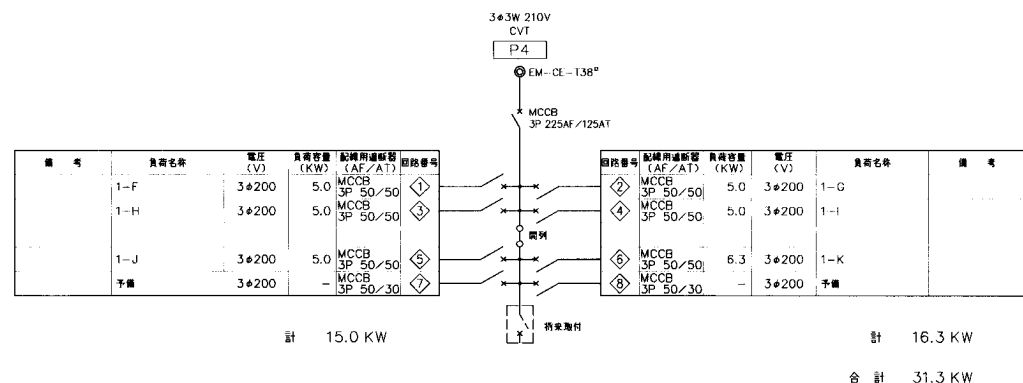 3φ3W 210V
CVT
P4
EM-CE-T38°
MCCB
3P 225AF/125AT
備 考 負荷名称 電圧(V) 負荷容量(KW) 配線用遮断器(AF/AT) 回路番号
1-F 3φ200 5.0 MCCB 3P 50/50 1
1-H 3φ200 5.0 MCCB 3P 50/50 3
1-J 3φ200 5.0 MCCB 3P 50/50 5
予備 3φ200 - MCCB 3P 50/30 7
計 15.0 KW
回路番号 配線用遮断器(AF/AT) 負荷容量(KW) 電圧(V) 負荷名称 備 考
2 MCCB 3P 50/50 5.0 3φ200 1-G
4 MCCB 3P 50/50 5.0 3φ200 1-I
6 MCCB 3P 50/50 6.3 3φ200 1-K
8 MCCB 3P 50/30 - 3φ200 予備
間列
将来取付
計 16.3 KW
合 計 31.3 KW